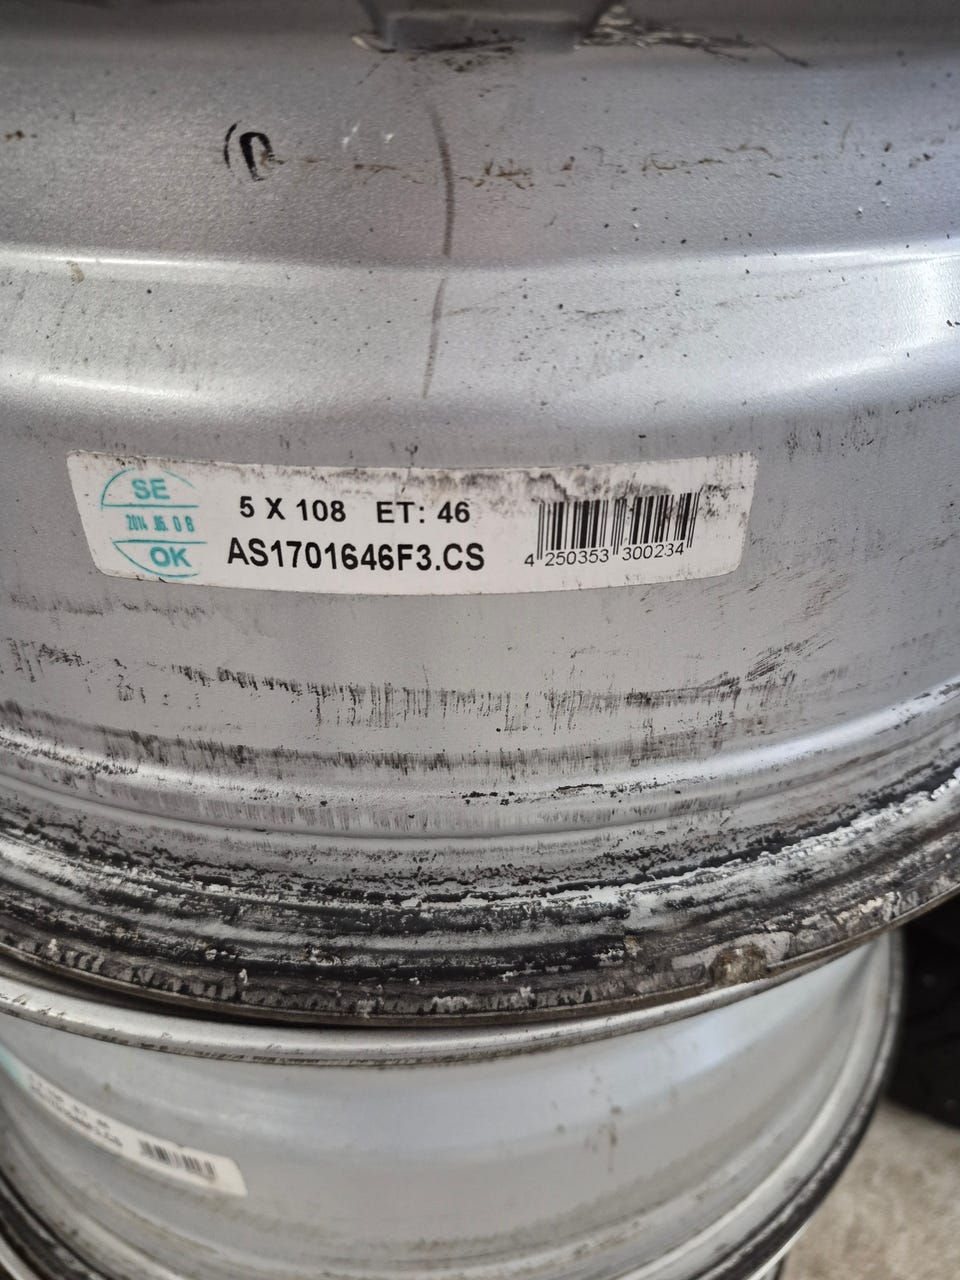 SE
2014 .05. 08
OK
5 X 108 ET: 46
AS1701646F3.CS
4 250353 300234